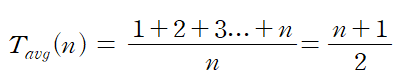 T_avg(n) = (1+2+3...+n)/n = (n+1)/2